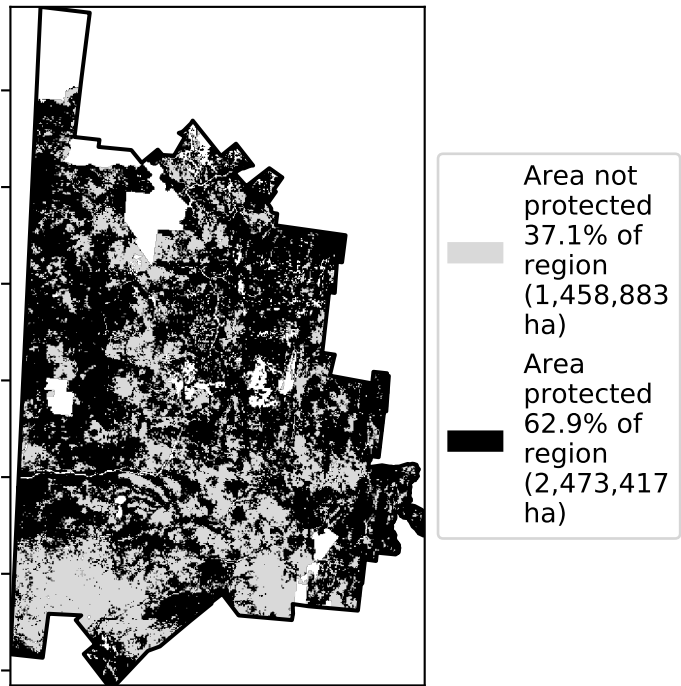 Area not
protected
37.1% of
region
(1,458,883
ha)
Area
protected
62.9% of
region
(2,473,417
ha)